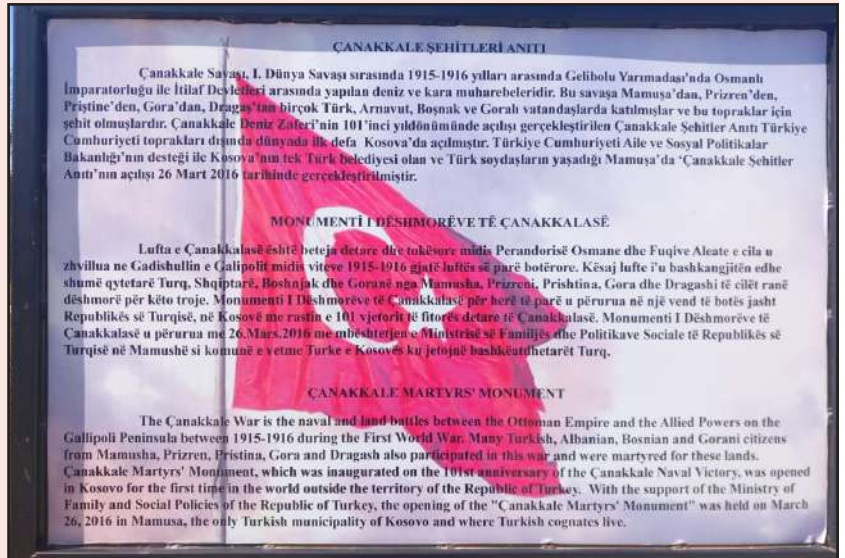 ÇANAKKALE ŞEHİTLERİ ANITI
Çanakkale Savaşı, I. Dünya Savaşı sırasında 1915-1916 yılları arasında Gelibolu Yarımadası'nda Osmanlı
İmparatorluğu ile İtilaf Devletleri arasında yapılan deniz ve kara muharebeleridir. Bu savaşa Mamuşa'dan, Prizren'den,
Priştine'den, Gora'dan, Dragaş'tan birçok Türk, Arnavut, Boşnak ve Goralı vatandaşlarda katılmışlar ve bu topraklar için
şehit olmuşlardır. Çanakkale Deniz Zaferi'nin 101'inci yıldönümünde açılışı gerçekleştirilen Çanakkale Şehitler Anıtı Türkiye
Cumhuriyeti toprakları dışında dünyada ilk defa Kosova'da açılmıştır. Türkiye Cumhuriyeti Aile ve Sosyal Politikalar
Bakanlığı'nın desteği ile Kosova'nın tek Türk belediyesi olan ve Türk soydaşların yaşadığı Mamuşa'da 'Çanakkale Şehitler
Anıtı'nın açılışı 26 Mart 2016 tarihinde gerçekleştirilmiştir.
MONUMENTİ I DËSHMORËVE TË ÇANAKKALASË
Lufta e Çanakkalasë është beteja detare dhe tokësore midis Perandorisë Osmane dhe Fuqive Aleate e cila u
zhvillua ne Gadishullin e Galipolit midis viteve 1915-1916 gjatë luftës së parë botërore. Kësaj lufte i'u bashkangjitën edhe
shumë qytetarë Turq, Shqiptarë, Boshnjak dhe Goranë nga Mamusha, Prizreni, Prishtina, Gora dhe Dragashi të cilët ranë
dëshmorë për këto troje. Monumenti I Dëshmorëve të Çanakkalasë për herë të parë u përurua në një vend të botës jasht
Republikës së Turqisë, në Kosovë me rastin e 101 vjetorit të fitorës detare të Çanakkalasë. Monumenti I Dëshmorëve të
Çanakkalasë u përurua më 26.Mars.2016 me mbështetjen e Ministrisë së Familjës dhe Politikave Sociale të Republikës së
Turqisë në Mamushë si komunë e vetme Turke e Kosovës ku jetojnë bashkëatdhetarët Turq.
ÇANAKKALE MARTYRS' MONUMENT
The Çanakkale War is the naval and land battles between the Ottoman Empire and the Allied Powers on the
Gallipoli Peninsula between 1915-1916 during the First World War. Many Turkish, Albanian, Bosnian and Gorani citizens
from Mamusha, Prizren, Pristina, Gora and Dragash also participated in this war and were martyred for these lands.
Çanakkale Martyrs' Monument, which was inaugurated on the 101st anniversary of the Çanakkale Naval Victory, was opened
in Kosovo for the first time in the world outside the territory of the Republic of Turkey. With the support of the Ministry of
Family and Social Policies of the Republic of Turkey, the opening of the "Çanakkale Martyrs' Monument" was held on March
26, 2016 in Mamusa, the only Turkish municipality of Kosovo and where Turkish cognates live.